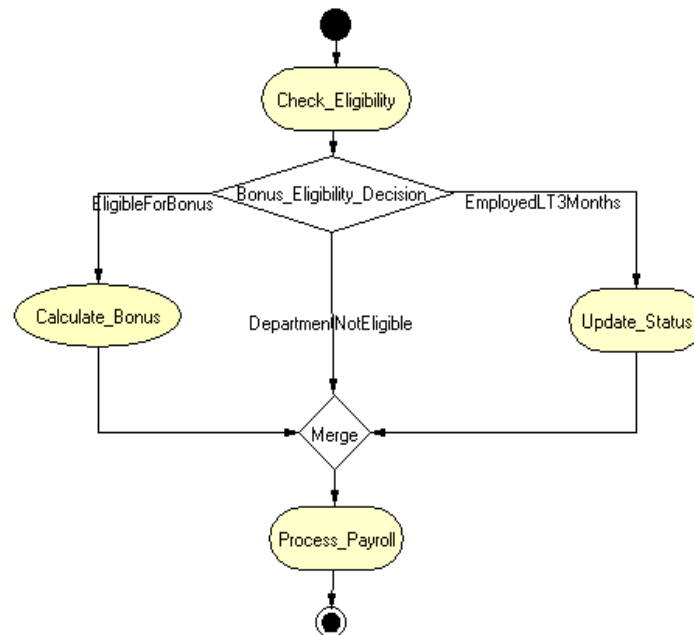 Check_Eligibility
Bonus_Eligibility_Decision
EligibleForBonus
EmployedLT3Months
Calculate_Bonus
DepartmentNotEligible
Update_Status
Merge
Process_Payroll